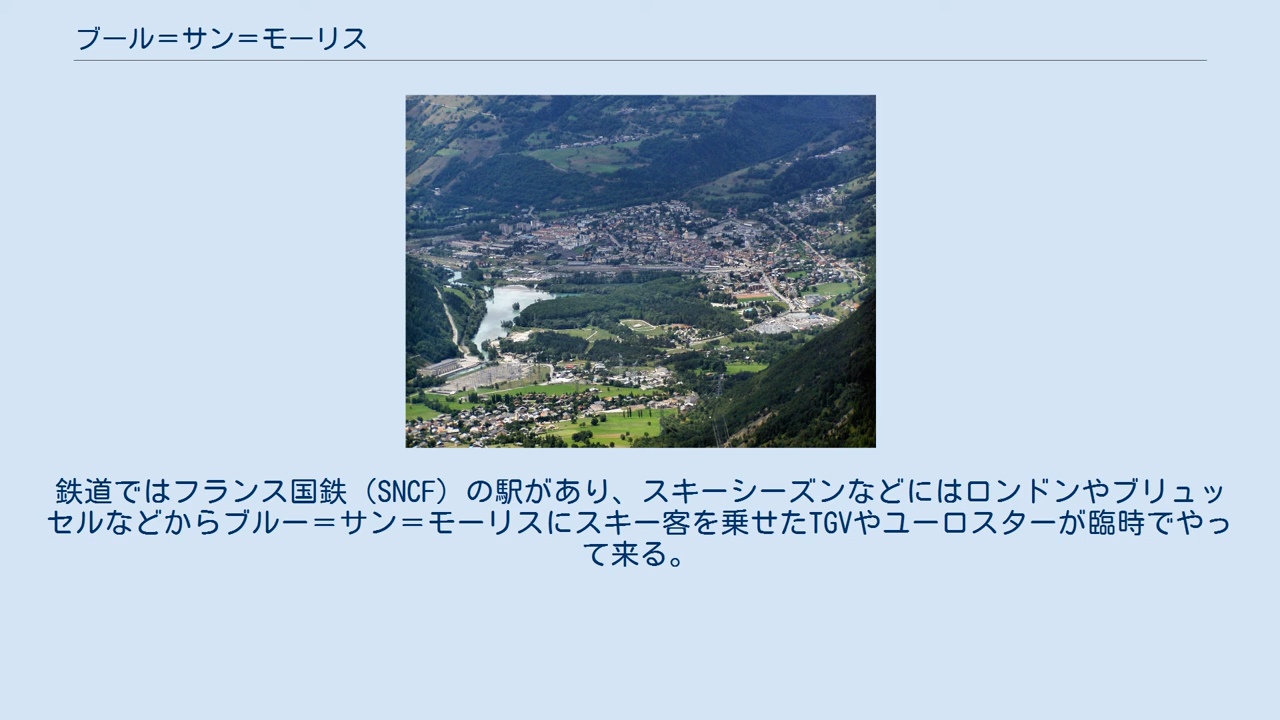 ブール＝サン＝モーリス
鉄道ではフランス国鉄（SNCF）の駅があり、スキーシーズンなどにはロンドンやブリュッ
セルなどからブルー＝サン＝モーリスにスキー客を乗せたTGVやユーロスターが臨時でやっ
て来る。